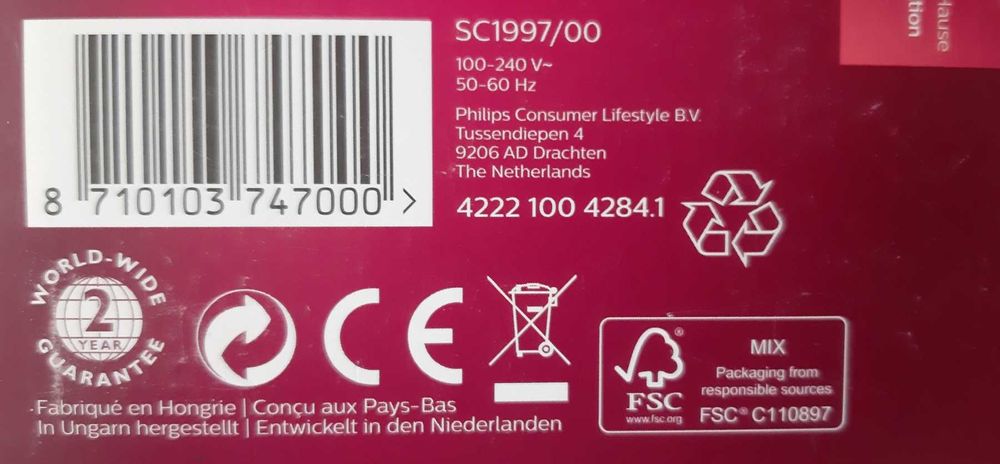 SC1997/00
100-240 V~
50-60 Hz
Philips Consumer Lifestyle B.V.
Tussendiepen 4
9206 AD Drachten
The Netherlands
4222 100 4284.1
8 710103 747000 >
lause
tion
WORLD-WIDE
2
YEAR
GUARANTEE
CE
MIX
Packaging from
responsible sources
FSC® C110897
®
FSC
www.fsc.org
Fabriqué en Hongrie | Conçu aux Pays-Bas
In Ungarn hergestellt | Entwickelt in den Niederlanden